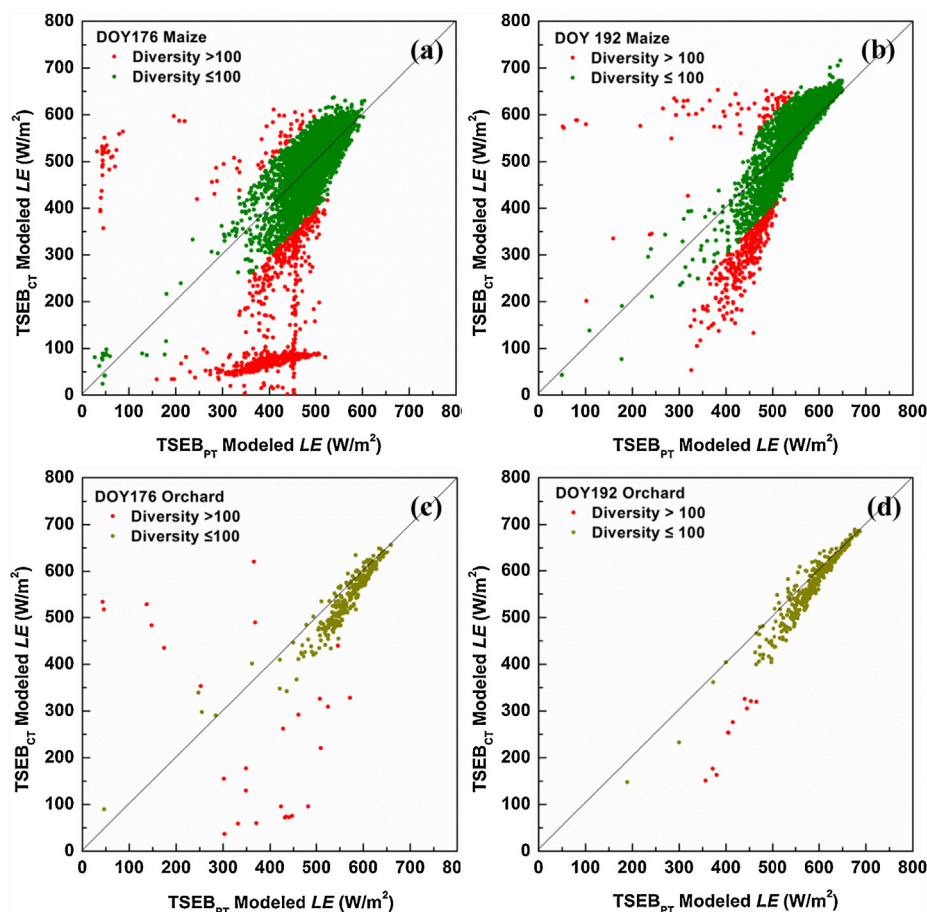 DOY176 Maize
Diversity >100
Diversity ≤100
(a)
800
700
600
500
400
300
200
100
0
TSEB_CT Modeled LE (W/m²)
0 100 200 300 400 500 600 700 800
TSEB_PT Modeled LE (W/m²)
DOY 192 Maize
Diversity > 100
Diversity ≤ 100
(b)
800
700
600
500
400
300
200
100
0
TSEB_CT Modeled LE (W/m²)
0 100 200 300 400 500 600 700 800
TSEB_PT Modeled LE (W/m²)
DOY176 Orchard
Diversity >100
Diversity ≤100
(c)
800
700
600
500
400
300
200
100
0
TSEB_CT Modeled LE (W/m²)
0 100 200 300 400 500 600 700 800
TSEB_PT Modeled LE (W/m²)
DOY192 Orchard
Diversity > 100
Diversity ≤ 100
(d)
800
700
600
500
400
300
200
100
0
TSEB_CT Modeled LE (W/m²)
0 100 200 300 400 500 600 700 800
TSEB_PT Modeled LE (W/m²)